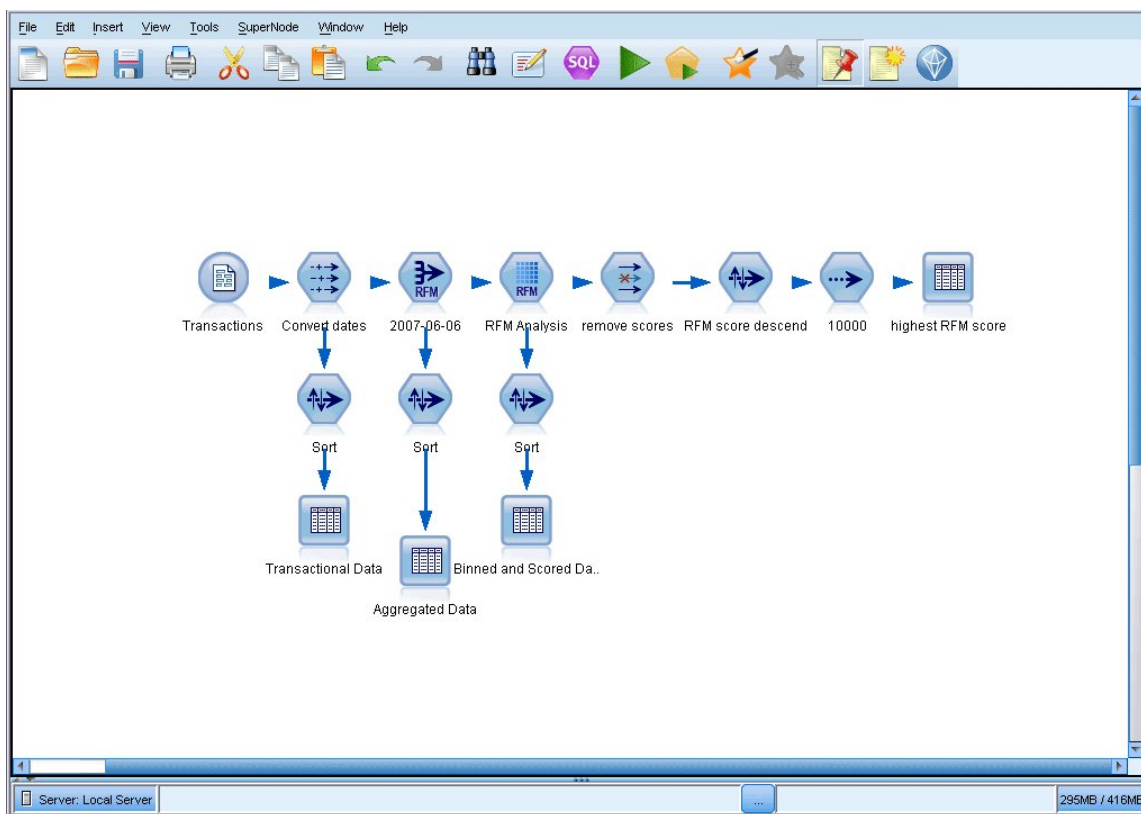 File Edit Insert View Tools SuperNode Window Help
SQL
RFM RFM
Transactions Convert dates 2007-06-06 RFM Analysis remove scores RFM score descend 10000 highest RFM score
Sort Sort Sort
Transactional Data Binned and Scored Da..
Aggregated Data
Server: Local Server ... 295MB / 416MB